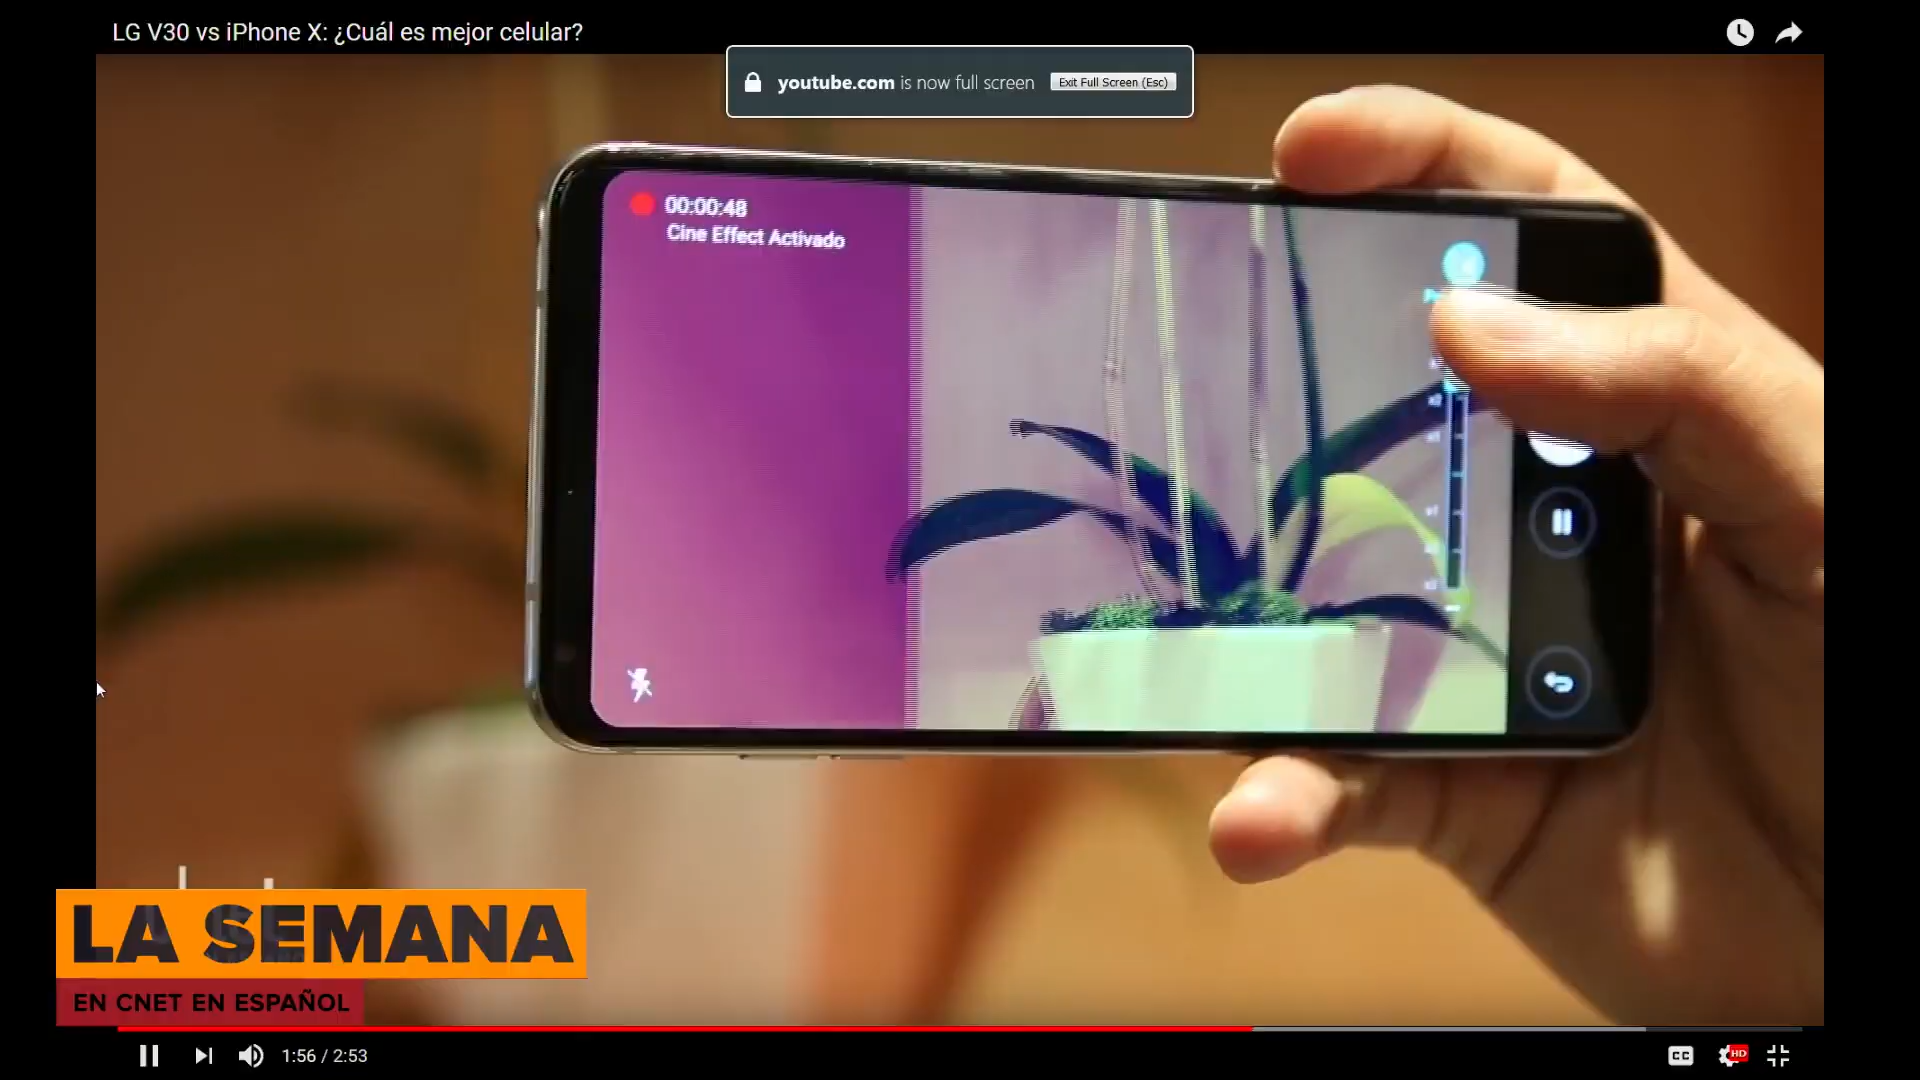 LG V30 vs iPhone X: ¿Cuál es mejor celular?
youtube.com is now full screen
Exit Full Screen (Esc)
00:00:48
Cine Effect Activado
LA SEMANA
EN CNET EN ESPAÑOL
1:56 / 2:53
CC
HD